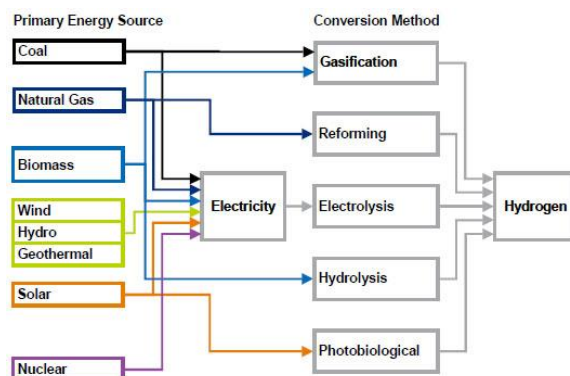 Primary Energy Source
Conversion Method
Coal
Natural Gas
Biomass
Wind
Hydro
Geothermal
Solar
Nuclear
Electricity
Gasification
Reforming
Electrolysis
Hydrolysis
Photobiological
Hydrogen